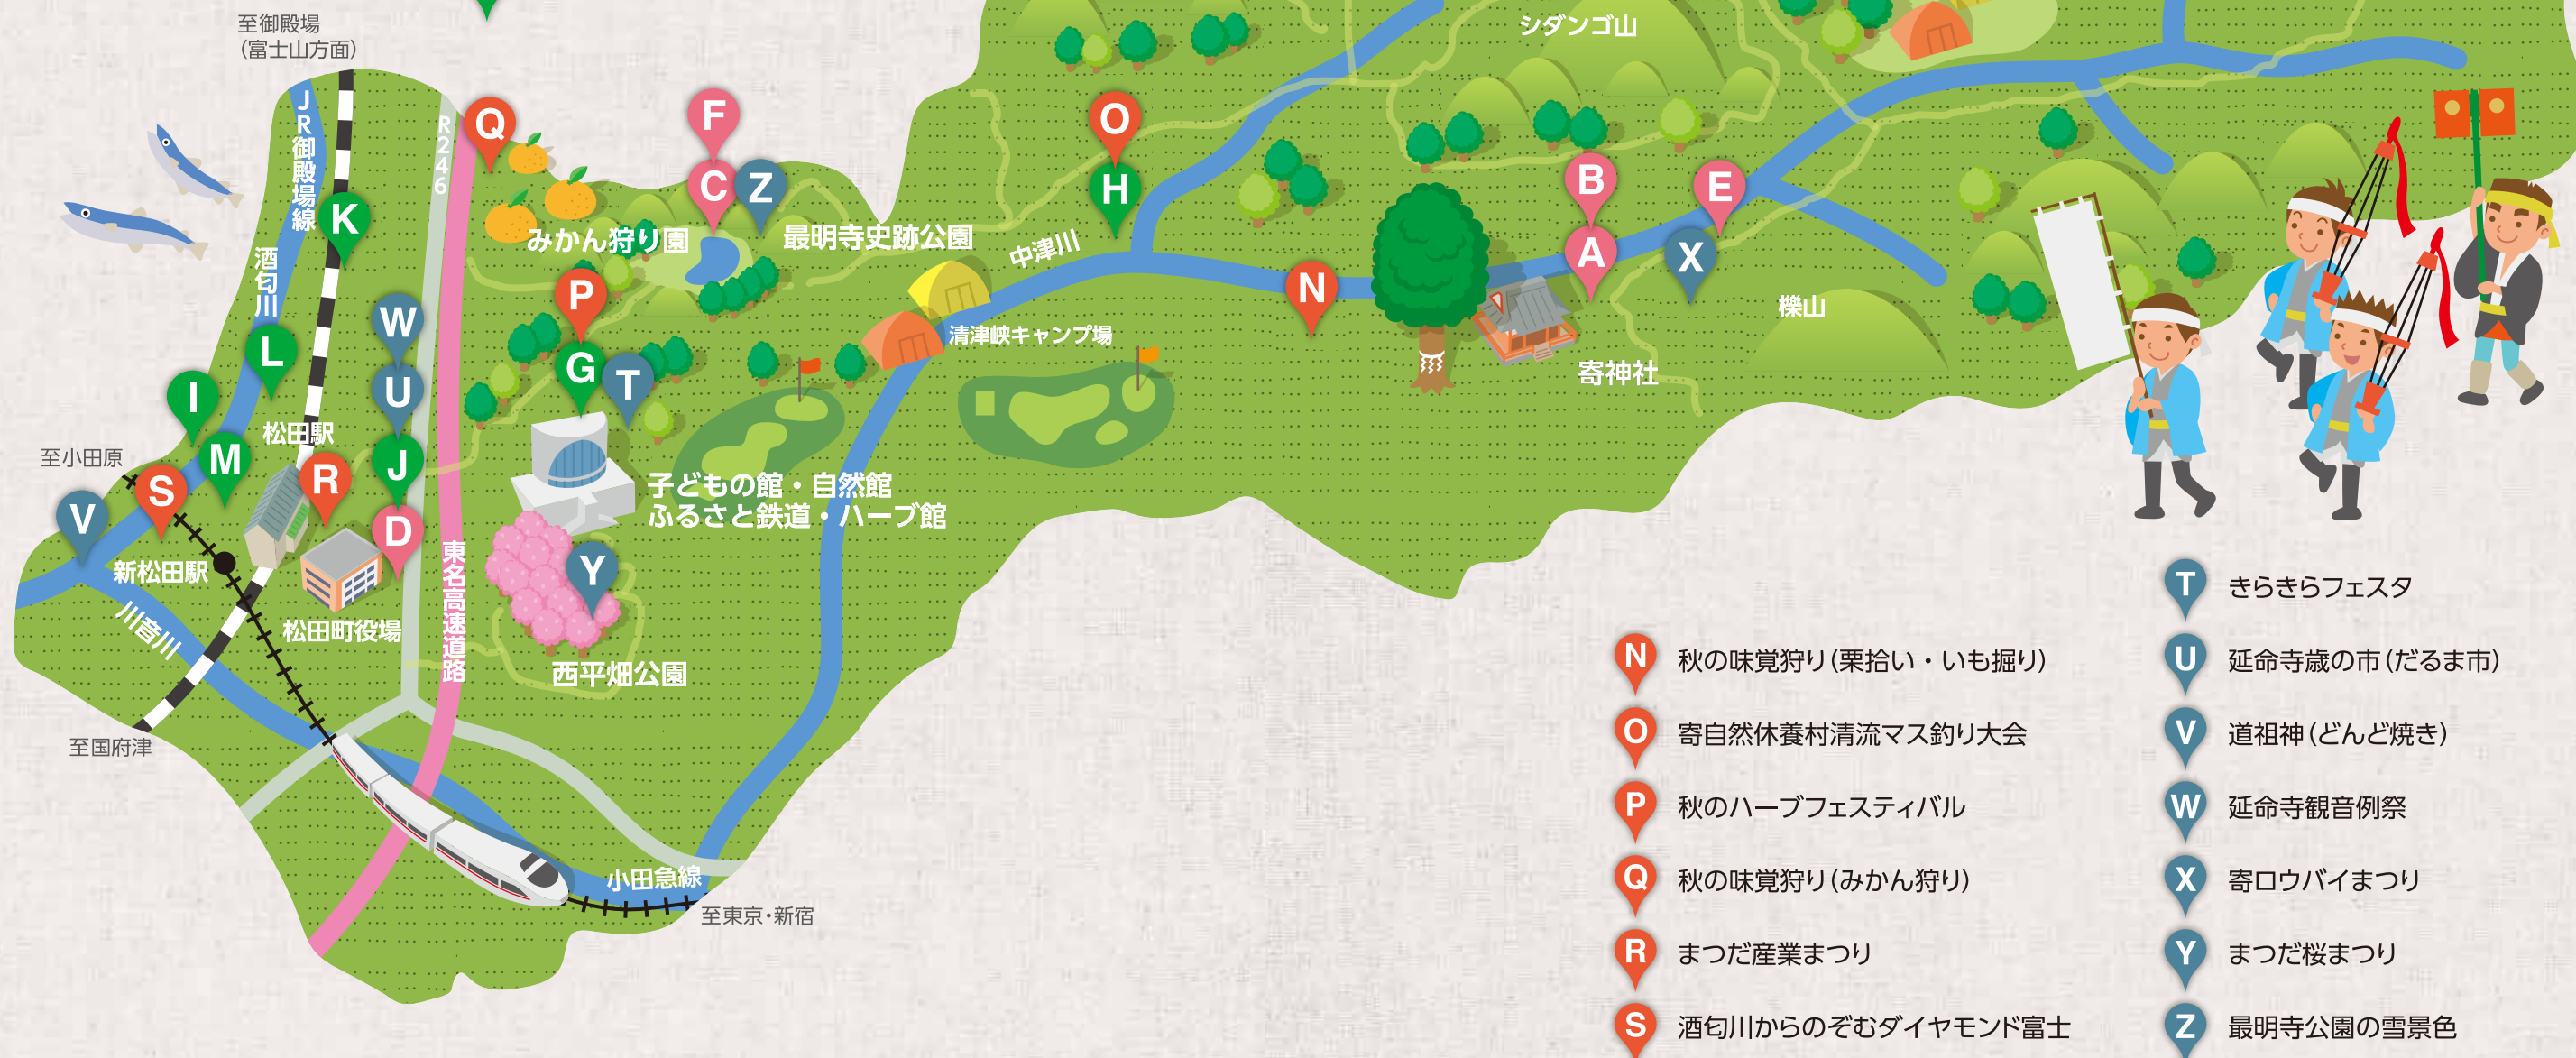 至御殿場
（富士山方面）
JR御殿場線
R246
酒匂川
Q
F
C
Z
K
みかん狩り園
最明寺史跡公園
中津川
O
H
シダンゴ山
B
E
A
X
N
P
W
清津峡キャンプ場
櫟山
寄神社
L
G
T
I
U
松田駅
M
至小田原
S
R
J
V
D
子どもの館・自然館
ふるさと鉄道・ハーブ館
新松田駅
東名高速道路
Y
川音川
松田町役場
西平畑公園
至国府津
小田急線
至東京・新宿
N 秋の味覚狩り（栗拾い・いも掘り）
O 寄自然休養村清流マス釣り大会
P 秋のハーブフェスティバル
Q 秋の味覚狩り（みかん狩り）
R まつだ産業まつり
S 酒匂川からのぞむダイヤモンド富士
T きらきらフェスタ
U 延命寺歳の市（だるま市）
V 道祖神（どんど焼き）
W 延命寺観音例祭
X 寄ロウバイまつり
Y まつだ桜まつり
Z 最明寺公園の雪景色